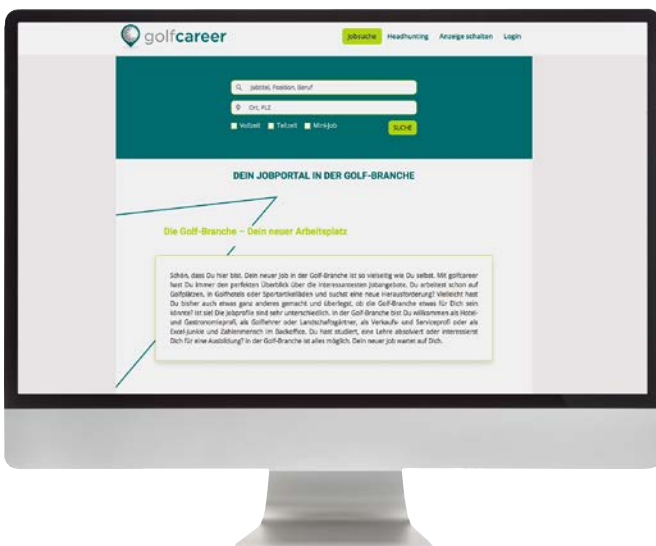 golfcareer
Jobsuche Headhunting Anzeige schalten Login
Jobtitel, Position, Beruf
Ort, PLZ
Vollzeit Teilzeit Minijob SUCHE
DEIN JOBPORTAL IN DER GOLF-BRANCHE
Die Golf-Branche – Dein neuer Arbeitsplatz
Schön, dass Du hier bist. Dein neuer Job in der Golf-Branche ist so vielseitig wie Du selbst. Mit golfcareer
hast Du immer den perfekten Überblick über die interessantesten Jobangebote. Du arbeitest schon auf
Golfplätzen, in Golfhotels oder Sportartikelläden und suchst eine neue Herausforderung? Vielleicht hast
Du bisher auch etwas ganz anderes gemacht und überlegst, ob die Golf-Branche etwas für Dich sein
könnte? Ist sie! Die Jobprofile sind sehr unterschiedlich. In der Golf-Branche bist Du willkommen als Hotel-
und Gastronomieprofi, als Golflehrer oder Landschaftsgärtner, als Verkaufs- und Serviceprofi oder als
Excel-Junkie und Zahlenmensch im Backoffice. Du hast studiert, eine Lehre absolviert oder interessierst
Dich für eine Ausbildung? In der Golf-Branche ist alles möglich. Dein neuer Job wartet auf Dich.